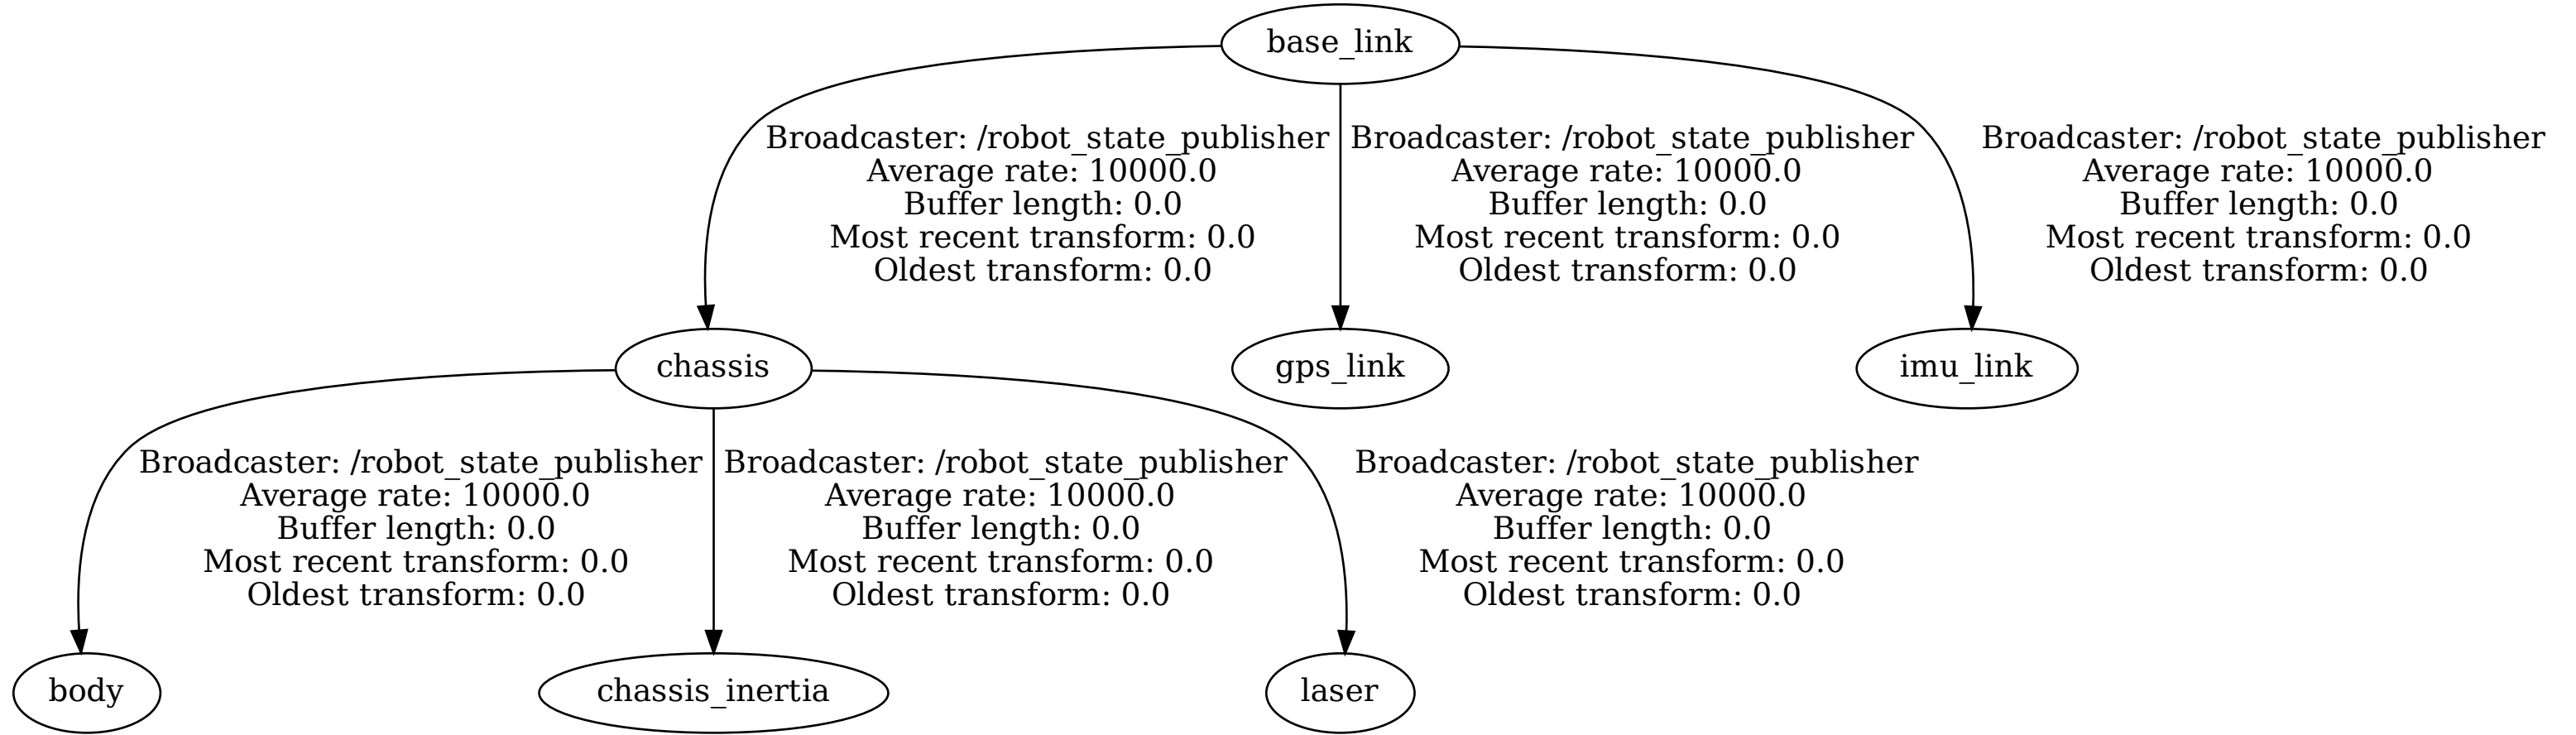 base_link
Broadcaster: /robot_state_publisher
Average rate: 10000.0
Buffer length: 0.0
Most recent transform: 0.0
Oldest transform: 0.0
Broadcaster: /robot_state_publisher
Average rate: 10000.0
Buffer length: 0.0
Most recent transform: 0.0
Oldest transform: 0.0
Broadcaster: /robot_state_publisher
Average rate: 10000.0
Buffer length: 0.0
Most recent transform: 0.0
Oldest transform: 0.0
chassis
gps_link
imu_link
Broadcaster: /robot_state_publisher
Average rate: 10000.0
Buffer length: 0.0
Most recent transform: 0.0
Oldest transform: 0.0
Broadcaster: /robot_state_publisher
Average rate: 10000.0
Buffer length: 0.0
Most recent transform: 0.0
Oldest transform: 0.0
Broadcaster: /robot_state_publisher
Average rate: 10000.0
Buffer length: 0.0
Most recent transform: 0.0
Oldest transform: 0.0
body
chassis_inertia
laser